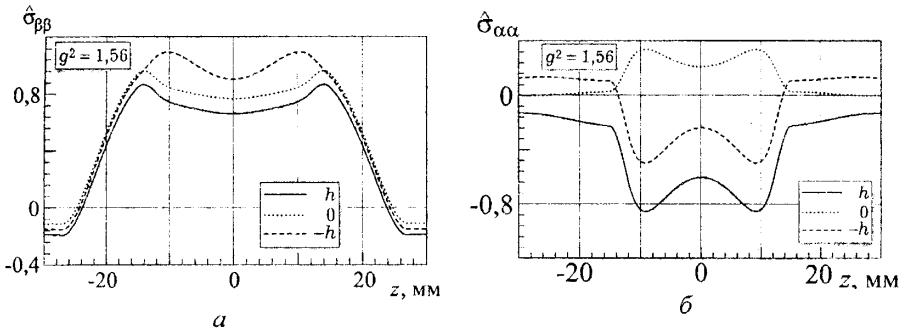 σ̂ββ
g² = 1,56
0,8
0
-0,4
h
0
−h
-20
0
20
z, мм
а
σ̂αα
g² = 1,56
0
-0,8
h
0
−h
-20
0
20
z, мм
б